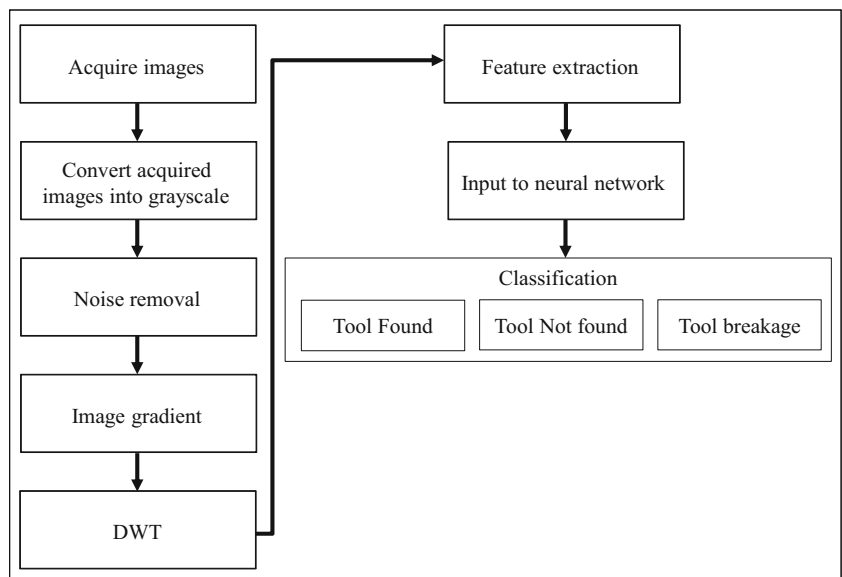 Acquire images
Convert acquired
images into grayscale
Noise removal
Image gradient
DWT
Feature extraction
Input to neural network
Classification
Tool Found
Tool Not found
Tool breakage